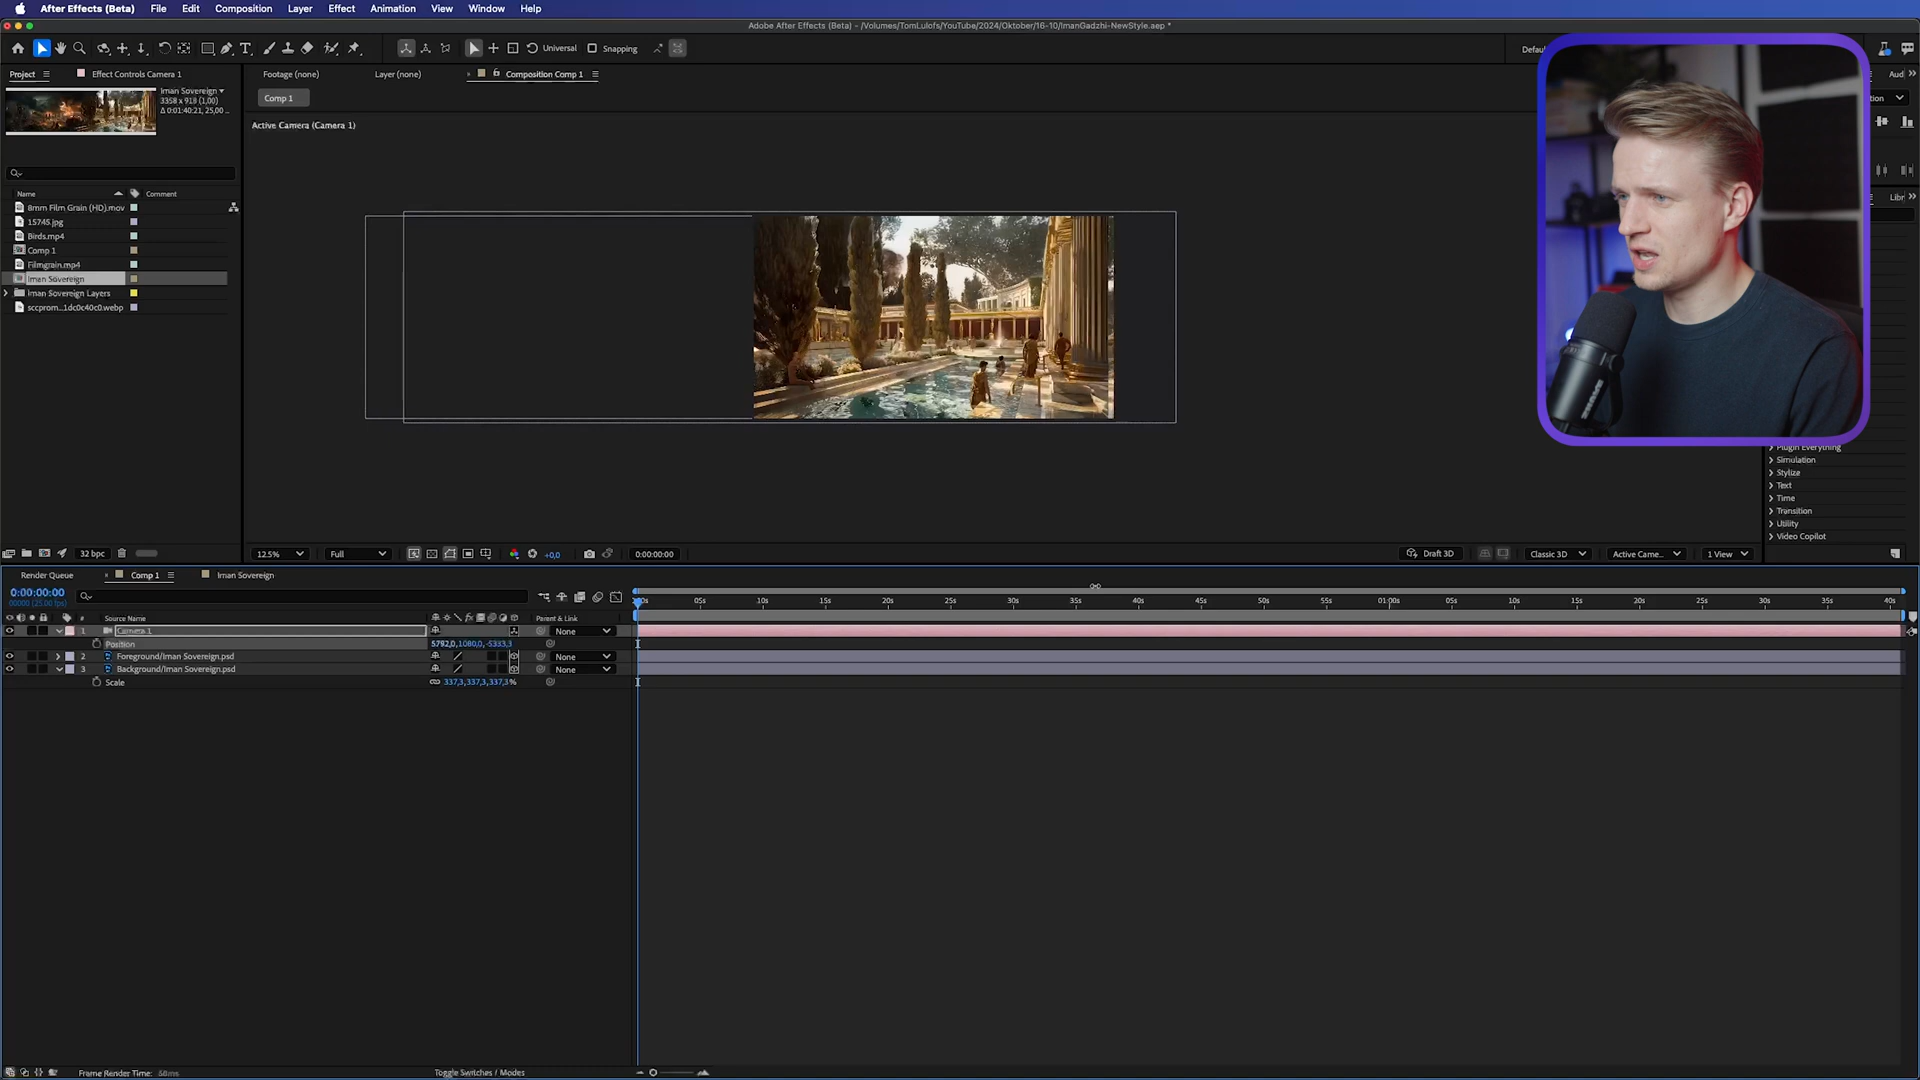 After Effects (Beta) File Edit Composition Layer Effect Animation View Window Help
Adobe After Effects (Beta) - /Volumes/TomLulofs/YouTube/2024/Oktober/16-10/ImanGadzhi-NewStyle.aep *
Universal Snapping
Project Effect Controls Camera 1 Footage (none) Layer (none) Composition Comp 1
Iman Sovereign
3358 x 918 (1,00)
Δ 0:01:40:21, 25,00
Comp 1
Active Camera (Camera 1)
Name Comment
8mm Film Grain (HD).mov
15745.jpg
Birds.mp4
Comp 1
Filmgrain.mp4
Iman Sovereign
Iman Sovereign Layers
sccprom...1dc0c40c0.webp
Plugin Everything
Simulation
Stylize
Text
Time
Transition
Utility
Video Copilot
32 bpc 12.5% Full +0,0 0:00:00:00 Draft 3D Classic 3D Active Came... 1 View
Render Queue Comp 1 Iman Sovereign
0:00:00:00
00000 (25.00 fps)
05s 10s 15s 20s 25s 30s 35s 40s 45s 50s 55s 01:00s 05s 10s 15s 20s 25s 30s 35s 40s
# Source Name Parent & Link
1 Camera 1 None
Position 5792,0,1080,0,-5333,3
2 Foreground/Iman Sovereign.psd None
3 Background/Iman Sovereign.psd None
Scale 337,3,337,3,337,3%
Frame Render Time: Toggle Switches / Modes